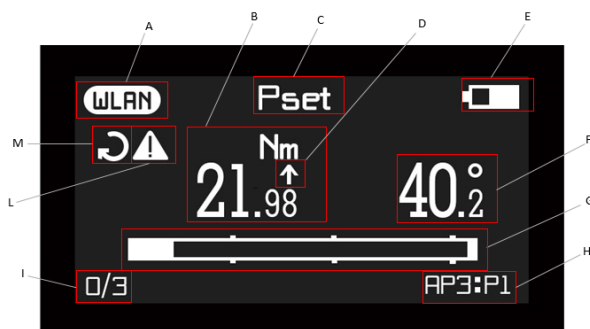 A B C D E
WLAN Pset
M
Nm ↑
21.98 40.2°
F
L
G
H
I
0/3 AP3:P1